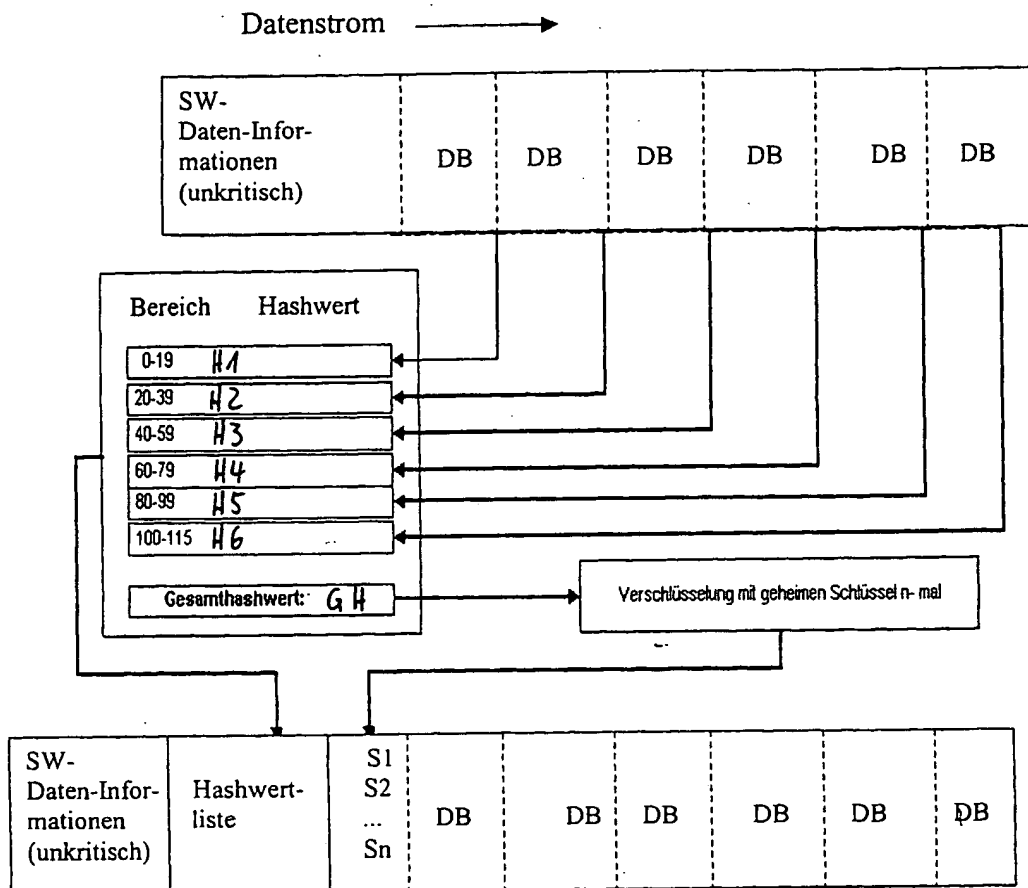 Datenstrom
SW-
Daten-Infor-
mationen
(unkritisch)
DB DB DB DB DB DB
Bereich Hashwert
0-19 H1
20-39 H2
40-59 H3
60-79 H4
80-99 H5
100-115 H6
Gesamthashwert: GH
Verschlüsselung mit geheimen Schlüssel n- mal
SW-
Daten-Infor-
mationen
(unkritisch)
Hashwert-
liste
S1
S2
...
Sn
DB DB DB DB DB DB